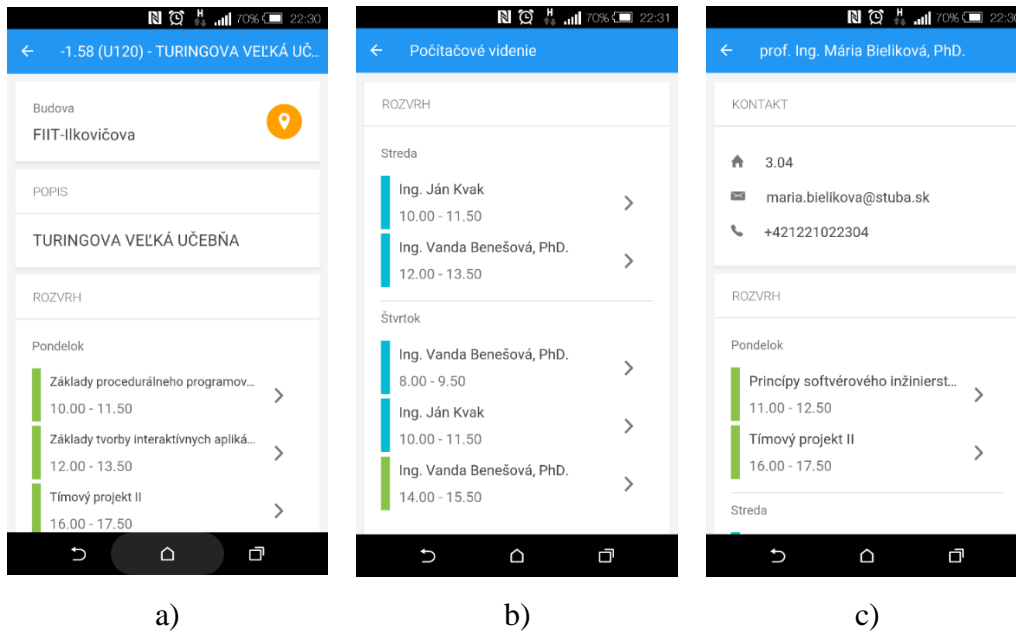 H 70% 22:30
-1.58 (U120) - TURINGOVA VEĽKÁ UČ...
Budova
FIIT-Ilkovičova
POPIS
TURINGOVA VEĽKÁ UČEBŇA
ROZVRH
Pondelok
Základy procedurálneho programov...
10.00 - 11.50
Základy tvorby interaktívnych apliká...
12.00 - 13.50
Tímový projekt II
16.00 - 17.50
a)
H 70% 22:31
Počítačové videnie
ROZVRH
Streda
Ing. Ján Kvak
10.00 - 11.50
Ing. Vanda Benešová, PhD.
12.00 - 13.50
Štvrtok
Ing. Vanda Benešová, PhD.
8.00 - 9.50
Ing. Ján Kvak
10.00 - 11.50
Ing. Vanda Benešová, PhD.
14.00 - 15.50
b)
H 70% 22:30
prof. Ing. Mária Bieliková, PhD.
KONTAKT
3.04
maria.bielikova@stuba.sk
+421221022304
ROZVRH
Pondelok
Princípy softvérového inžinierst...
11.00 - 12.50
Tímový projekt II
16.00 - 17.50
Streda
c)